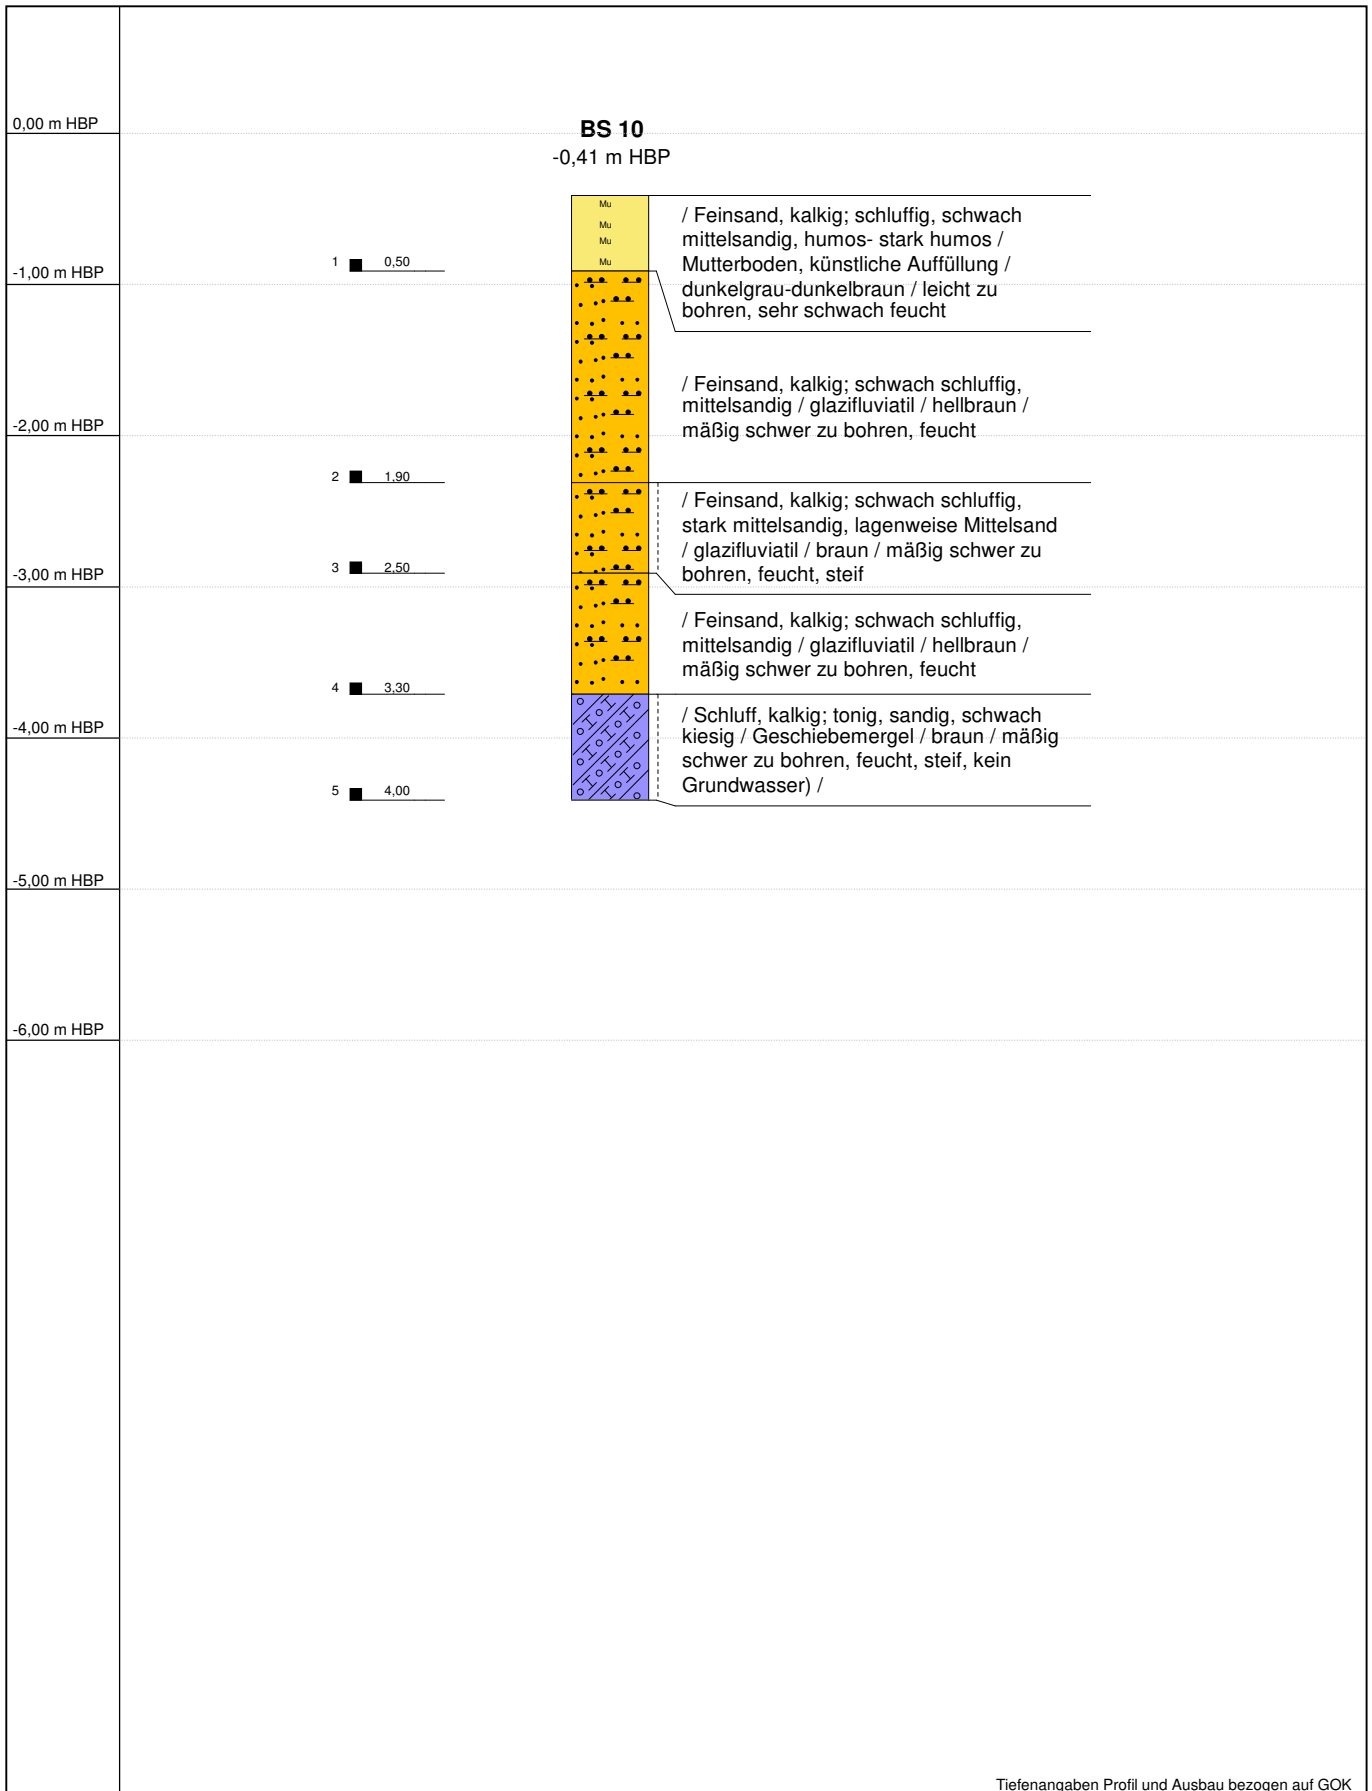 0,00 m HBP
BS 10
-0,41 m HBP
Mu
Mu
Mu
Mu
/ Feinsand, kalkig; schluffig, schwach
mittelsandig, humos- stark humos /
Mutterboden, künstliche Auffüllung /
dunkelgrau-dunkelbraun / leicht zu
bohren, sehr schwach feucht
1 0,50
-1,00 m HBP
/ Feinsand, kalkig; schwach schluffig,
mittelsandig / glazifluviatil / hellbraun /
mäßig schwer zu bohren, feucht
-2,00 m HBP
2 1,90
/ Feinsand, kalkig; schwach schluffig,
stark mittelsandig, lagenweise Mittelsand
/ glazifluviatil / braun / mäßig schwer zu
bohren, feucht, steif
3 2,50
-3,00 m HBP
/ Feinsand, kalkig; schwach schluffig,
mittelsandig / glazifluviatil / hellbraun /
mäßig schwer zu bohren, feucht
4 3,30
-4,00 m HBP
/ Schluff, kalkig; tonig, sandig, schwach
kiesig / Geschiebemergel / braun / mäßig
schwer zu bohren, feucht, steif, kein
Grundwasser) /
5 4,00
-5,00 m HBP
-6,00 m HBP
Tiefenangaben Profil und Ausbau bezogen auf GOK